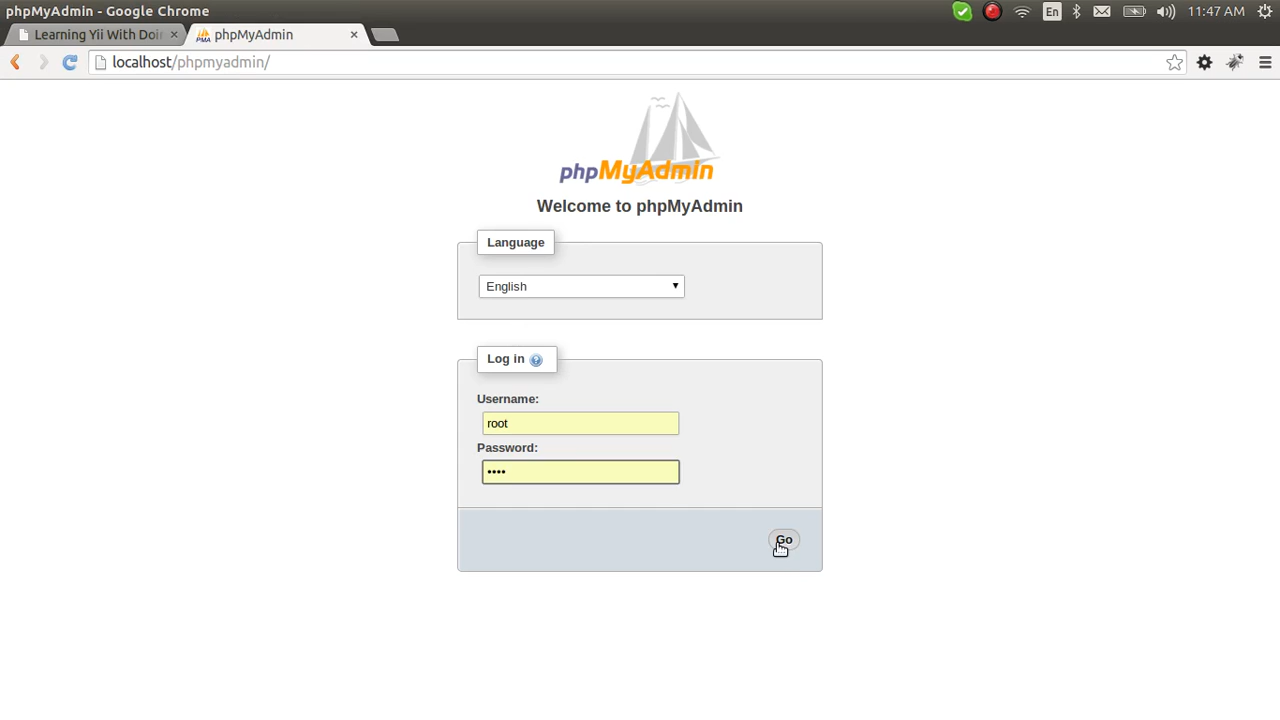 phpMyAdmin - Google Chrome
En
11:47 AM
Learning Yii With Doi
phpMyAdmin
localhost/phpmyadmin/
phpMyAdmin
Welcome to phpMyAdmin
Language
English
Log in
Username:
root
Password:
••••
Go